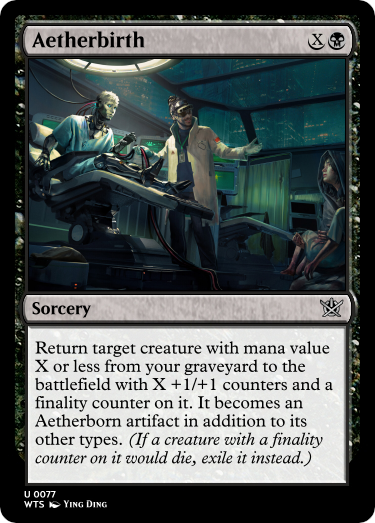 Aetherbirth X
Sorcery
Return target creature with mana value
X or less from your graveyard to the
battlefield with X +1/+1 counters and a
finality counter on it. It becomes an
Aetherborn artifact in addition to its
other types. (If a creature with a finality
counter on it would die, exile it instead.)
U 0077
WTS Ying Ding